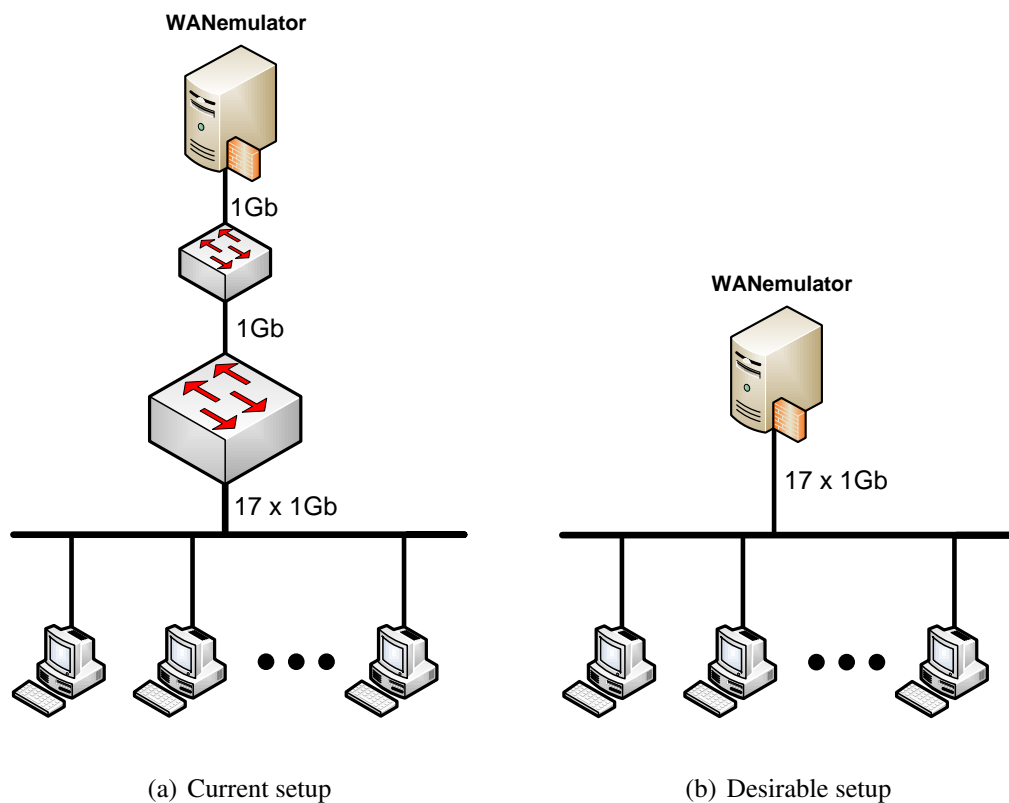 WANemulator
1Gb
1Gb
17 x 1Gb
(a) Current setup
WANemulator
17 x 1Gb
(b) Desirable setup